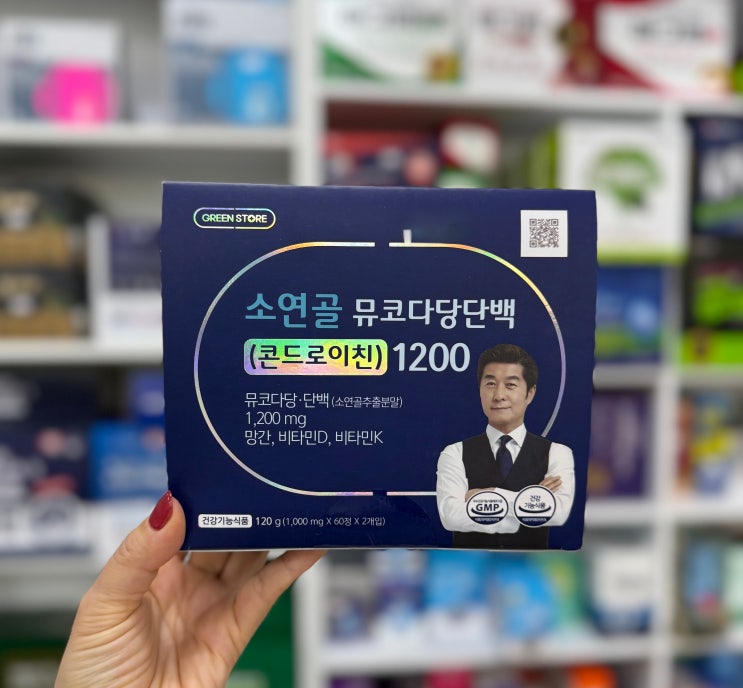 GREEN STORE
소연골 뮤코다당단백
(콘드로이친) 1200
뮤코다당·단백 (소연골추출분말)
1,200 mg
망간, 비타민D, 비타민K
GMP
건강
기능식품
건강기능식품 120 g (1,000 mg X 60정 X 2개입)